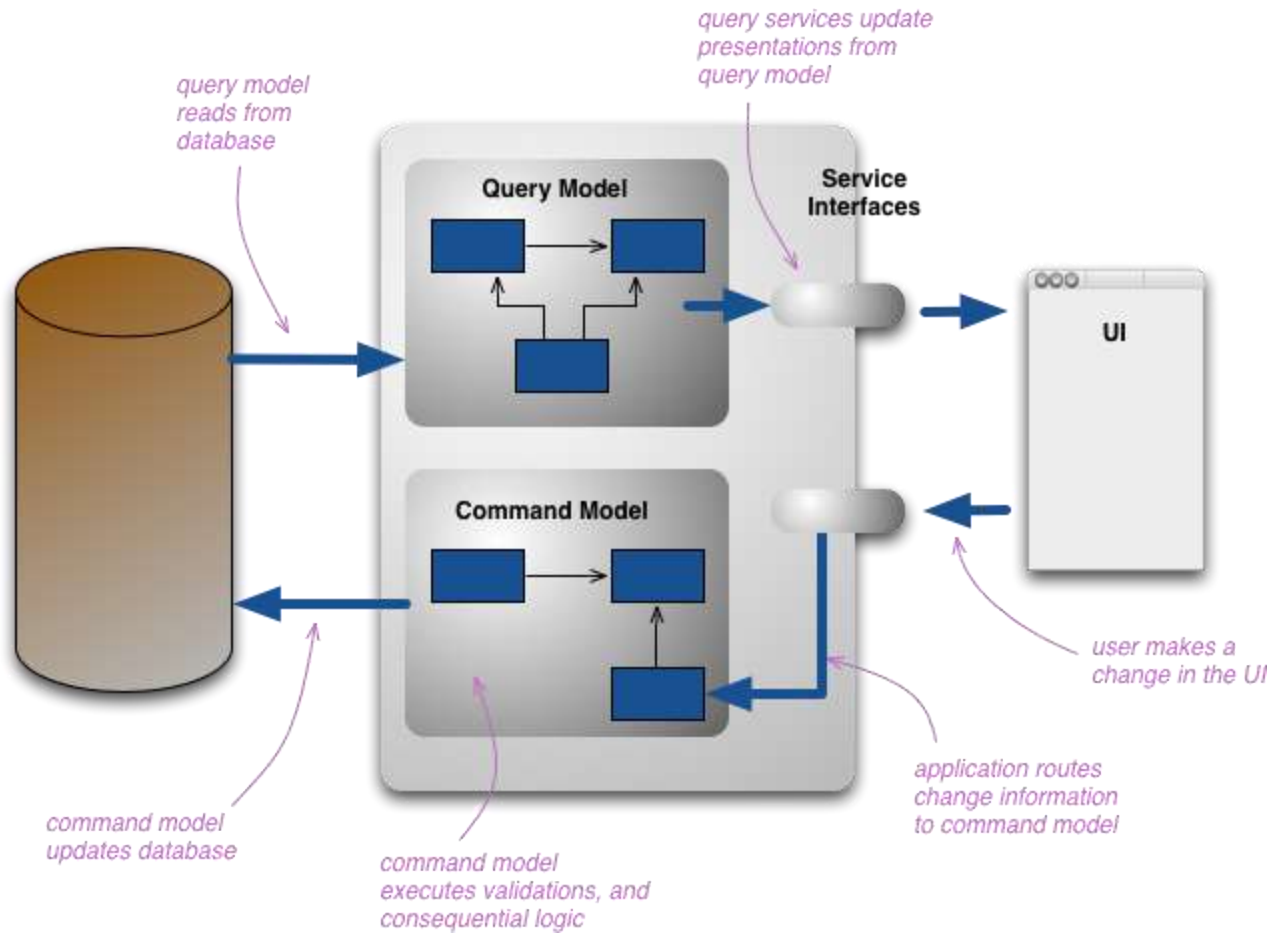 query services update
presentations from
query model
query model
reads from
database
Query Model
Service
Interfaces
UI
Command Model
user makes a
change in the UI
application routes
change information
to command model
command model
updates database
command model
executes validations, and
consequential logic